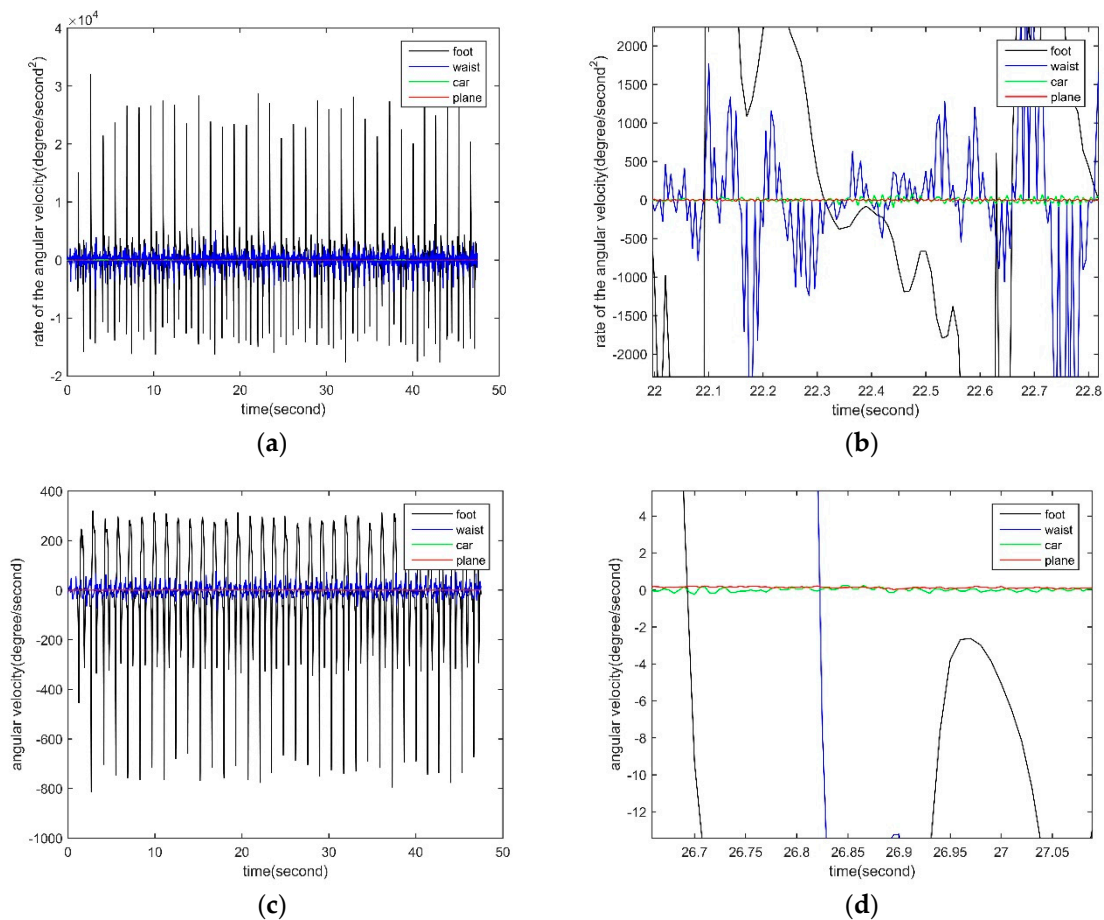 ×10⁴
4
3
2
1
0
-1
-2
rate of the angular velocity(degree/second²)
foot
waist
car
plane
0 10 20 30 40 50
time(second)
(a)
2000
1500
1000
500
0
-500
-1000
-1500
-2000
rate of the angular velocity(degree/second²)
foot
waist
car
plane
22 22.1 22.2 22.3 22.4 22.5 22.6 22.7 22.8
time(second)
(b)
400
200
0
-200
-400
-600
-800
-1000
angular velocity(degree/second)
foot
waist
car
plane
0 10 20 30 40 50
time(second)
(c)
4
2
0
-2
-4
-6
-8
-10
-12
angular velocity(degree/second)
foot
waist
car
plane
26.7 26.75 26.8 26.85 26.9 26.95 27 27.05
time(second)
(d)